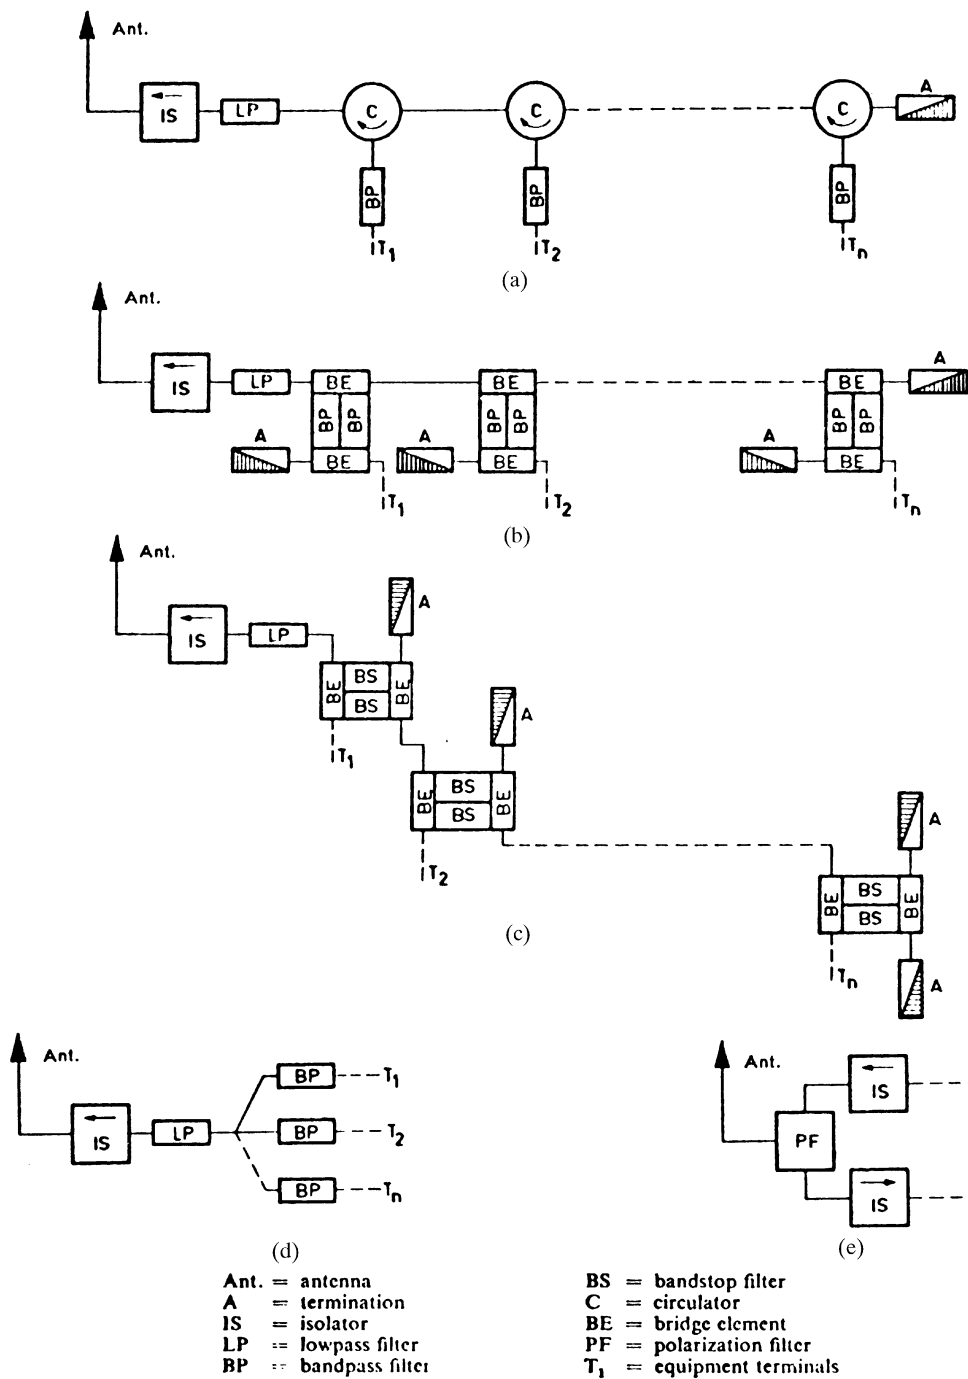 Ant.
IS LP C C C A
BP BP BP
T1 T2 Tn
(a)
Ant.
IS LP BE BE BE A
BP BP BP BP BP BP
A BE A BE A BE
T1 T2 Tn
(b)
Ant.
A
IS LP
BE BS BE
BS
A
T1
BE BS BE
BS
A
T2
BE BS BE
BS
(c)
Tn
A
Ant.
BP T1
IS LP BP T2
BP Tn
(d)
Ant.
IS
PF
IS
(e)
Ant. = antenna
A = termination
IS = isolator
LP = lowpass filter
BP = bandpass filter
BS = bandstop filter
C = circulator
BE = bridge element
PF = polarization filter
T1 = equipment terminals